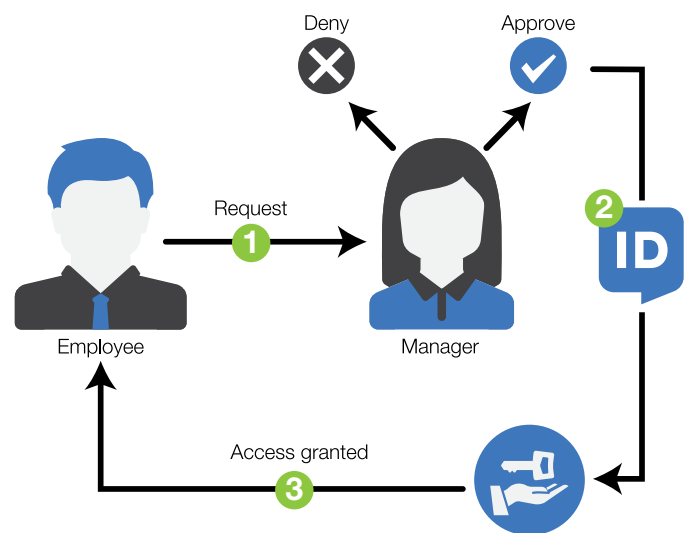 Deny
Approve
Request
1
2
ID
Employee
Manager
Access granted
3